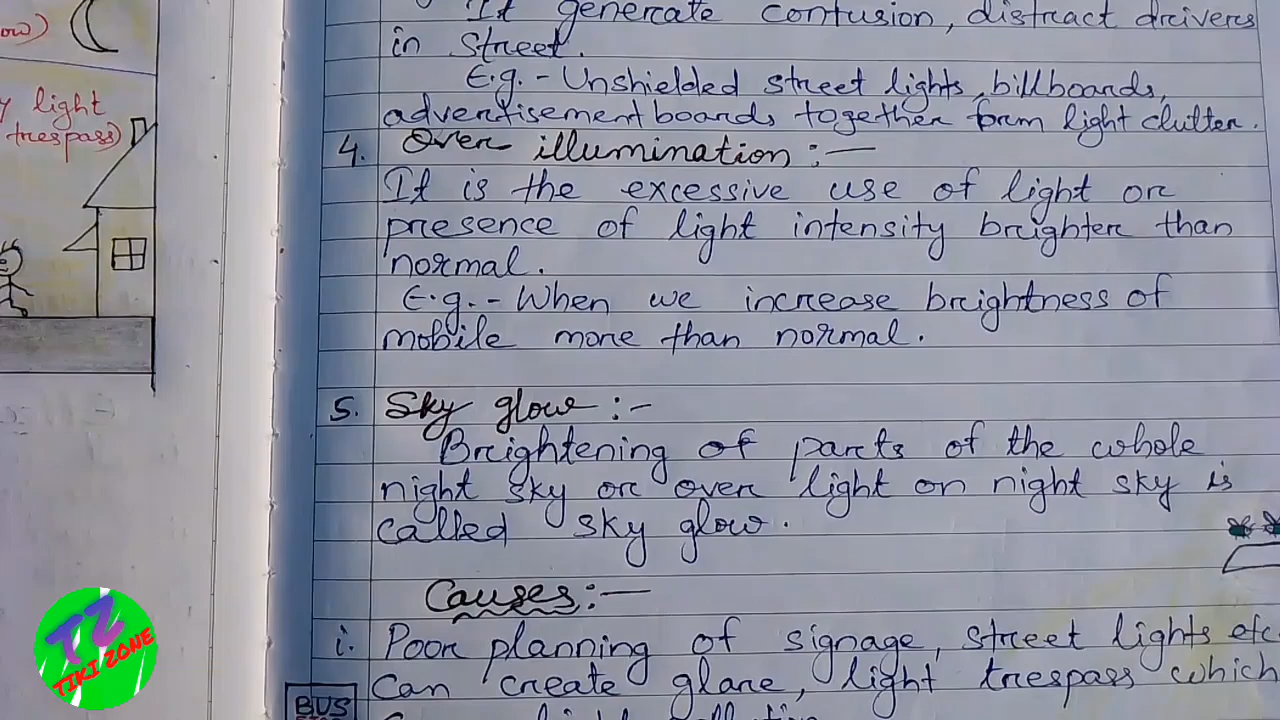 ow)
y light
trespass)
It generate confusion, distract drivers
in street.
E.g. - Unshielded street lights, billboards,
advertisement boards together form light clutter.
4. Over illumination :—
It is the excessive use of light or
presence of light intensity brighter than
normal.
E.g. - When we increase brightness of
mobile more than normal.
5. Sky glow :-
Brightening of parts of the whole
night sky or over light on night sky is
called sky glow.
Causes :—
i. Poor planning of signage, street lights etc.
can create glare, light trespass which
BUS
TZ
TIKI ZONE